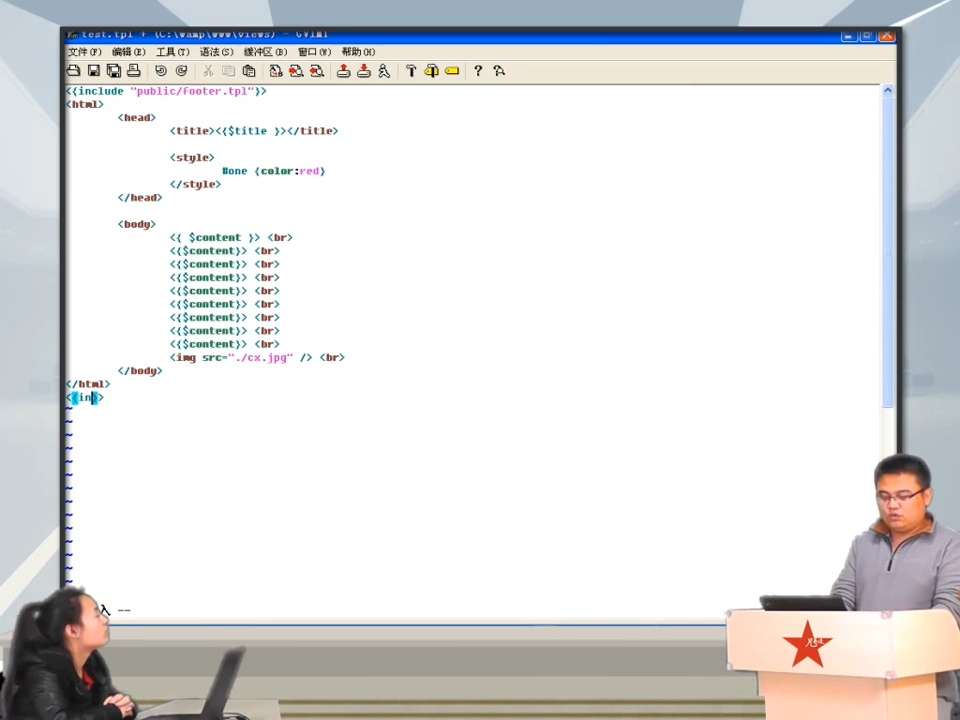 test.tpl + (C:\wamp\www\views) - GVIM1
文件(F) 编辑(E) 工具(T) 语法(S) 缓冲区(B) 窗口(W) 帮助(H)
<{include "public/footer.tpl"}>
<html>
<head>
<title><{$title }></title>
<style>
#one {color:red}
</style>
</head>
<body>
<{ $content }> <br>
<{$content}> <br>
<{$content}> <br>
<{$content}> <br>
<{$content}> <br>
<{$content}> <br>
<{$content}> <br>
<{$content}> <br>
<{$content}> <br>
<img src="./cx.jpg" /> <br>
</body>
</html>
<{in}>
~
~
~
~
~
~
~
~
~
~
~
~
~
~
入 --